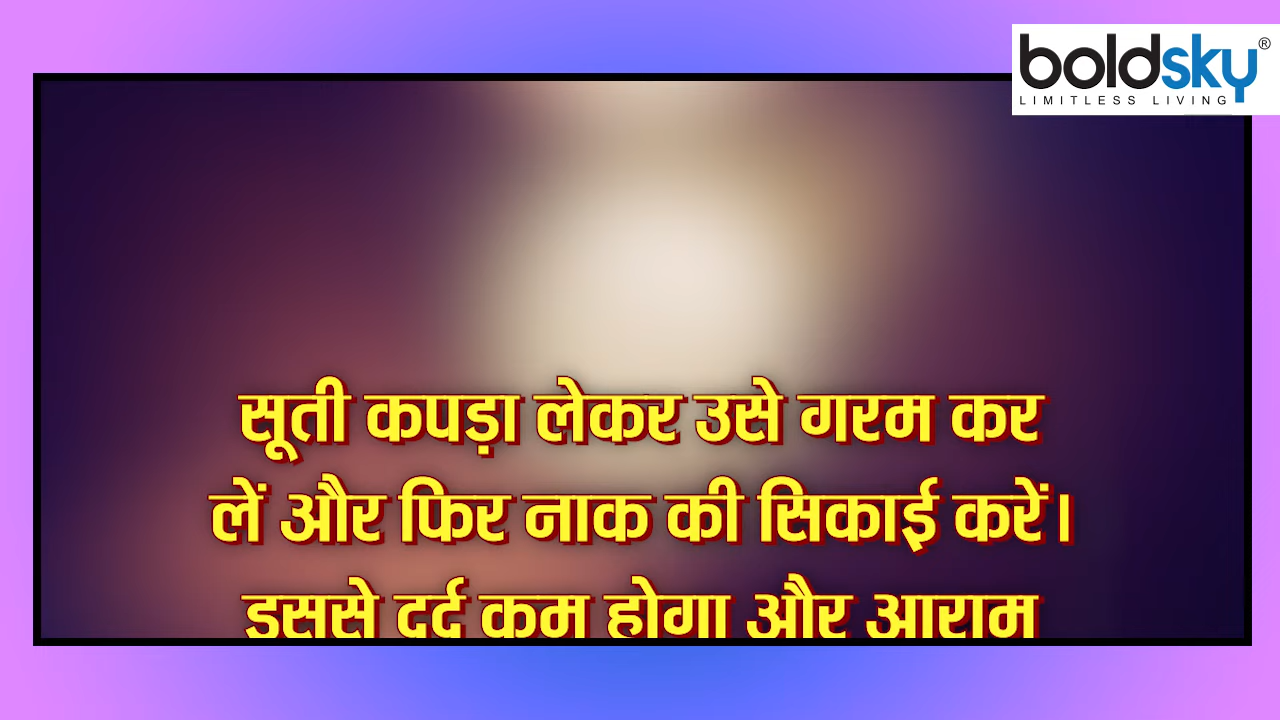 boldsky®
LIMITLESS LIVING
सूती कपड़ा लेकर उसे गरम कर
लें और फिर नाक की सिकाई करें।
इससे दर्द कम होगा और आराम